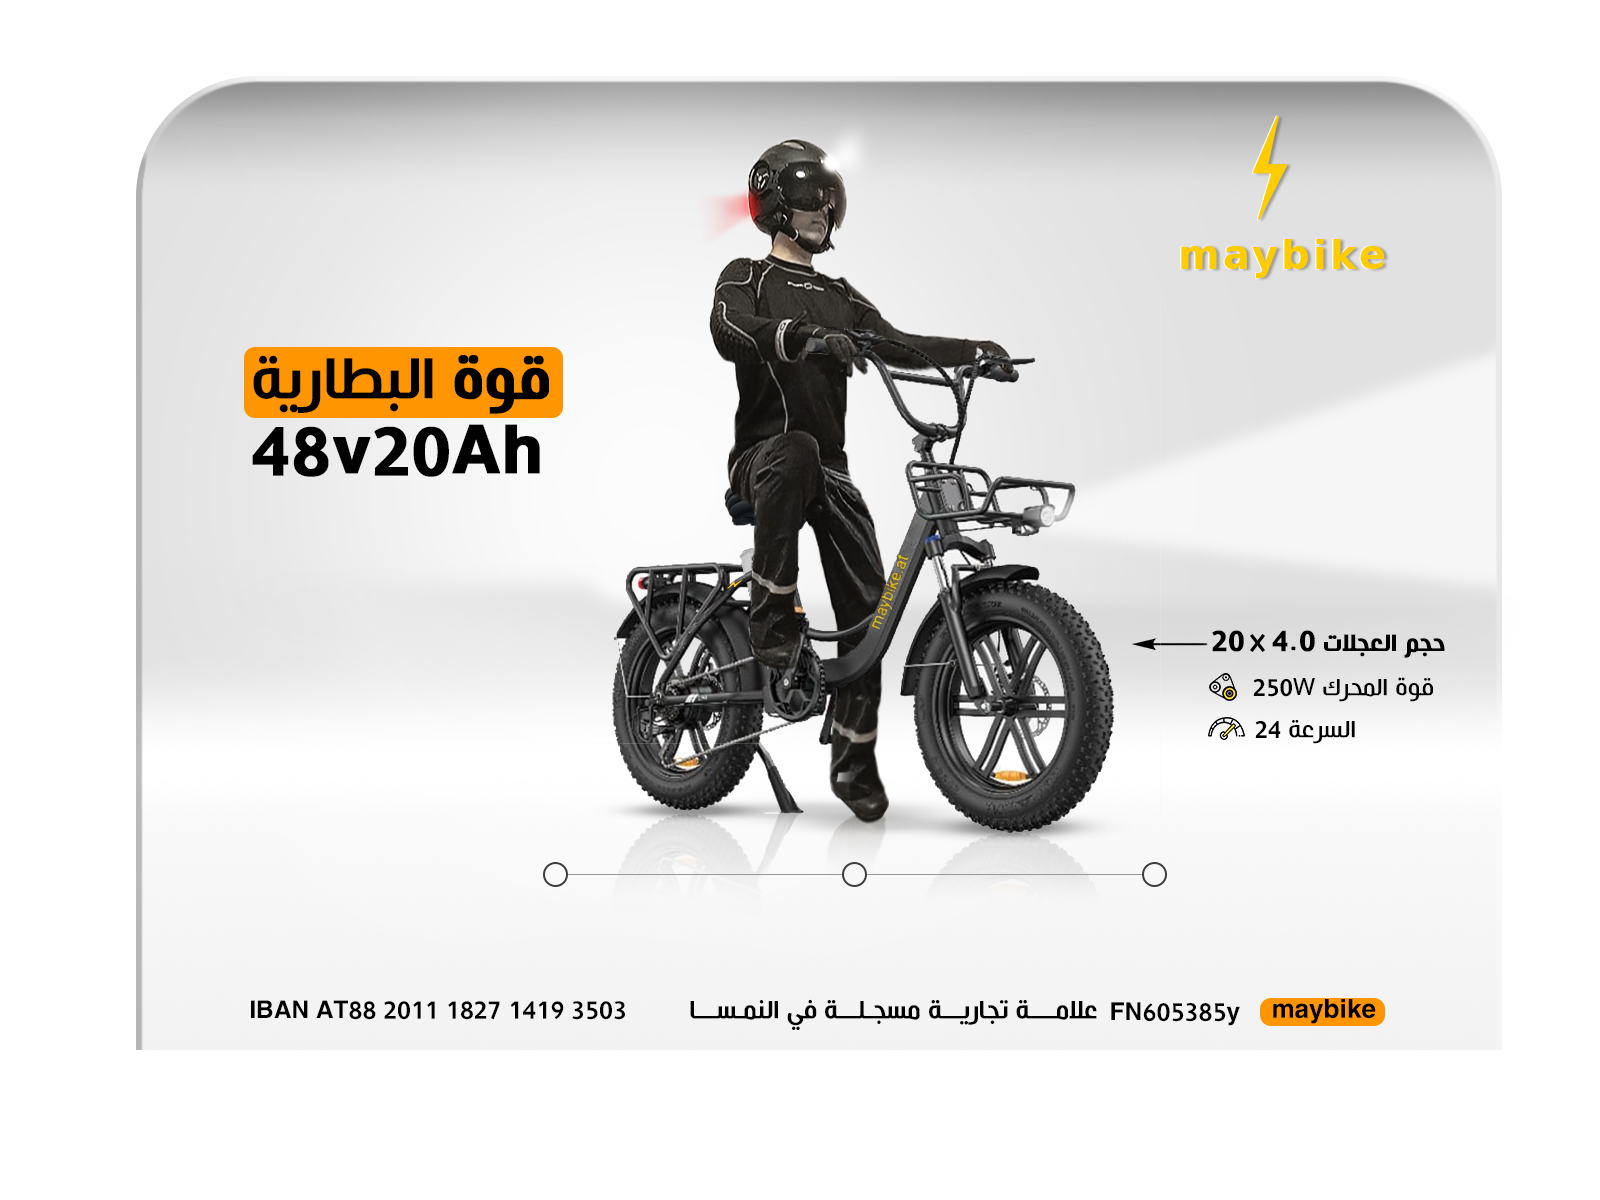 maybike
قوة البطارية
48v20Ah
maybike.at
حجم العجلات 20 x 4.0
قوة المحرك 250W
السرعة 24
maybike FN605385y علامـــة تجاريـــة مسجلـــة في النمســـا
IBAN AT88 2011 1827 1419 3503